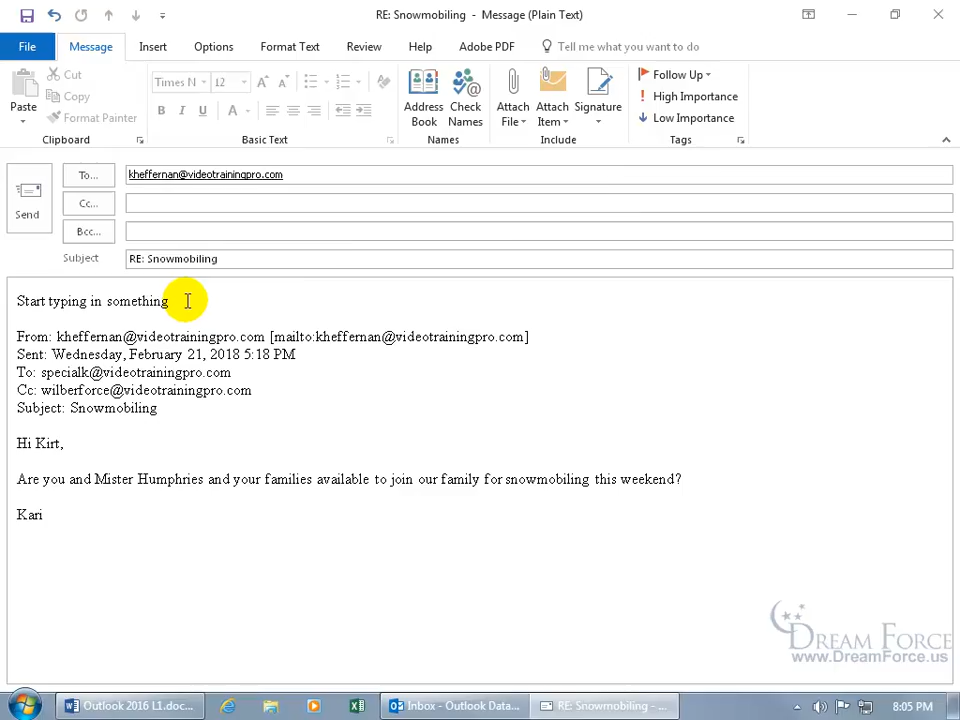 RE: Snowmobiling - Message (Plain Text)
File Message Insert Options Format Text Review Help Adobe PDF Tell me what you want to do
Paste
Cut
Copy
Format Painter
Clipboard
Times N 12
B I U A
Basic Text
Address Book
Check Names
Names
Attach File
Attach Item
Signature
Include
Follow Up
High Importance
Low Importance
Tags
Send
To... kheffernan@videotrainingpro.com
Cc...
Bcc...
Subject RE: Snowmobiling
Start typing in something
From: kheffernan@videotrainingpro.com [mailto:kheffernan@videotrainingpro.com]
Sent: Wednesday, February 21, 2018 5:18 PM
To: specialk@videotrainingpro.com
Cc: wilberforce@videotrainingpro.com
Subject: Snowmobiling
Hi Kirt,
Are you and Mister Humphries and your families available to join our family for snowmobiling this weekend?
Kari
DREAM FORCE
www.DreamForce.us
Outlook 2016 L1.doc... Inbox - Outlook Data... RE: Snowmobiling - ... 8:05 PM